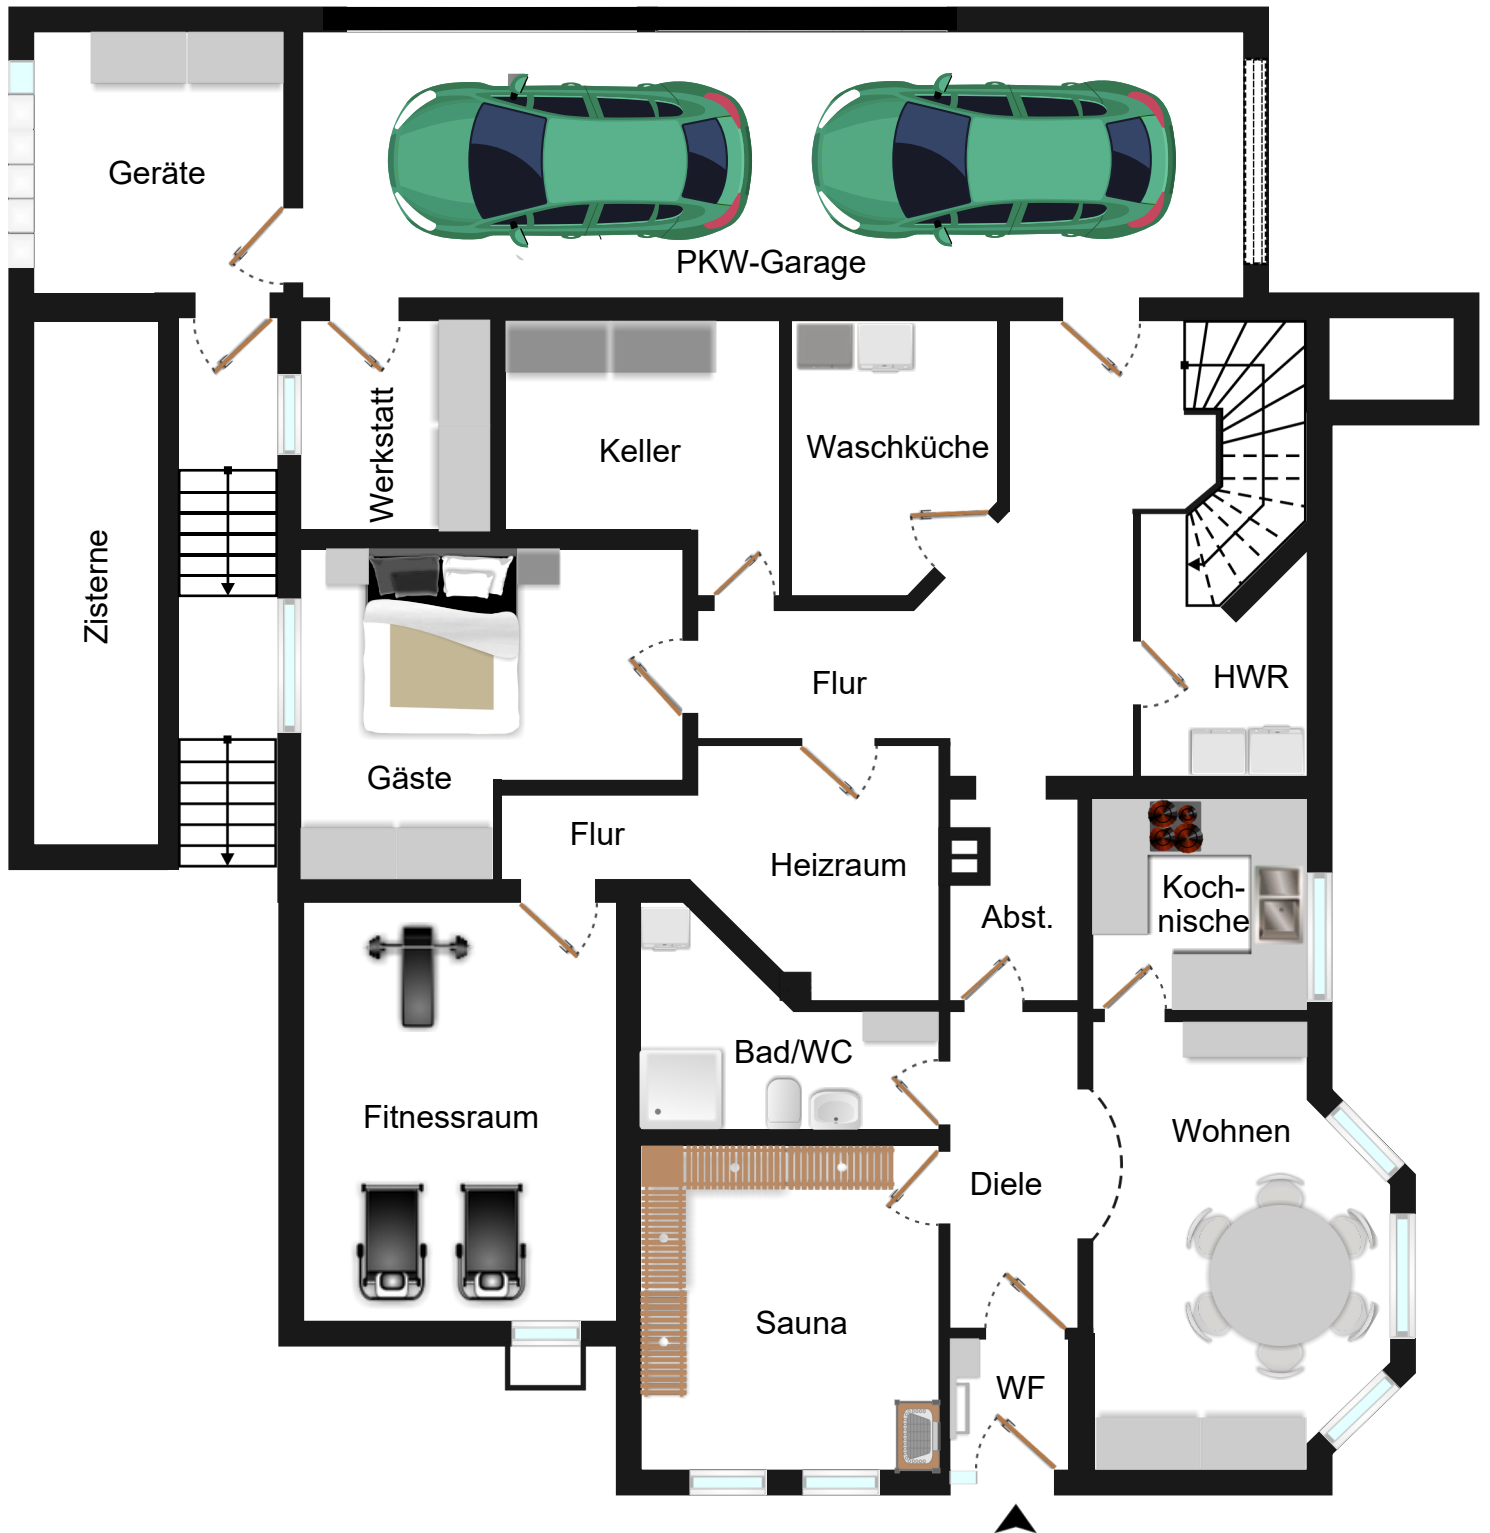 Geräte
PKW-Garage
Werkstatt
Keller
Waschküche
Zisterne
Flur
HWR
Gäste
Flur
Heizraum
Koch-
nische
Abst.
Bad/WC
Fitnessraum
Wohnen
Diele
Sauna
WF